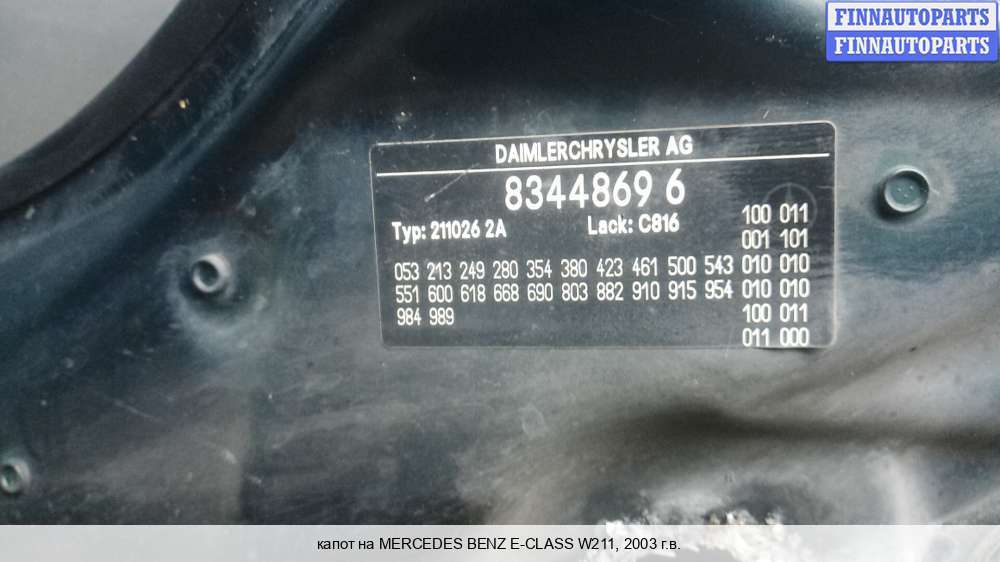 FINNAUTOPARTS
FINNAUTOPARTS
DAIMLERCHRYSLER AG
8344869 6
Typ: 211026 2A Lack: C816
100 011
001 101
053 213 249 280 354 380 423 461 500 543 010 010
551 600 618 668 690 803 882 910 915 954 010 010
984 989 100 011
011 000
капот на MERCEDES BENZ E-CLASS W211, 2003 г.в.